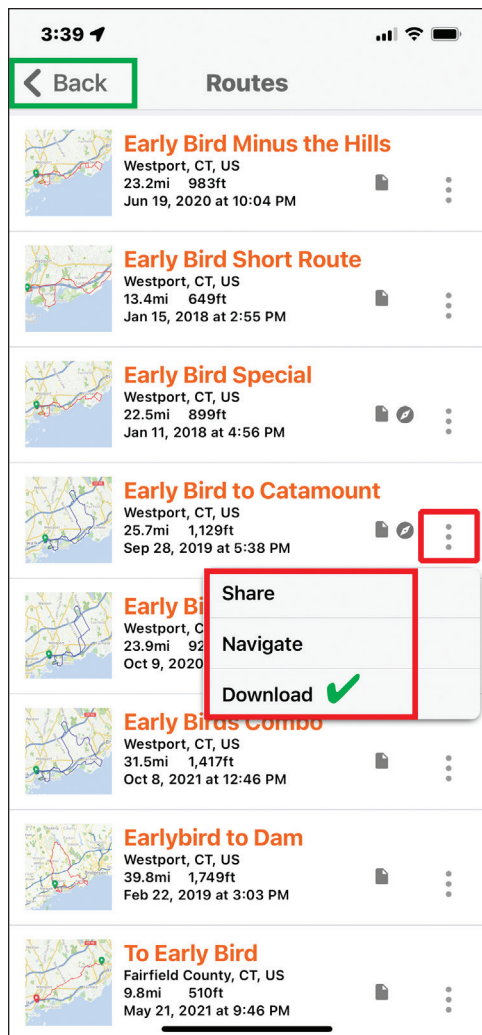 3:39
Back
Routes
Early Bird Minus the Hills
Westport, CT, US
23.2mi 983ft
Jun 19, 2020 at 10:04 PM
Early Bird Short Route
Westport, CT, US
13.4mi 649ft
Jan 15, 2018 at 2:55 PM
Early Bird Special
Westport, CT, US
22.5mi 899ft
Jan 11, 2018 at 4:56 PM
Early Bird to Catamount
Westport, CT, US
25.7mi 1,129ft
Sep 28, 2019 at 5:38 PM
Share
Navigate
Download
Early Bi
Westport, C
23.9mi 92
Oct 9, 2020
Early Birds Combo
Westport, CT, US
31.5mi 1,417ft
Oct 8, 2021 at 12:46 PM
Earlybird to Dam
Westport, CT, US
39.8mi 1,749ft
Feb 22, 2019 at 3:03 PM
To Early Bird
Fairfield County, CT, US
9.8mi 510ft
May 21, 2021 at 9:46 PM